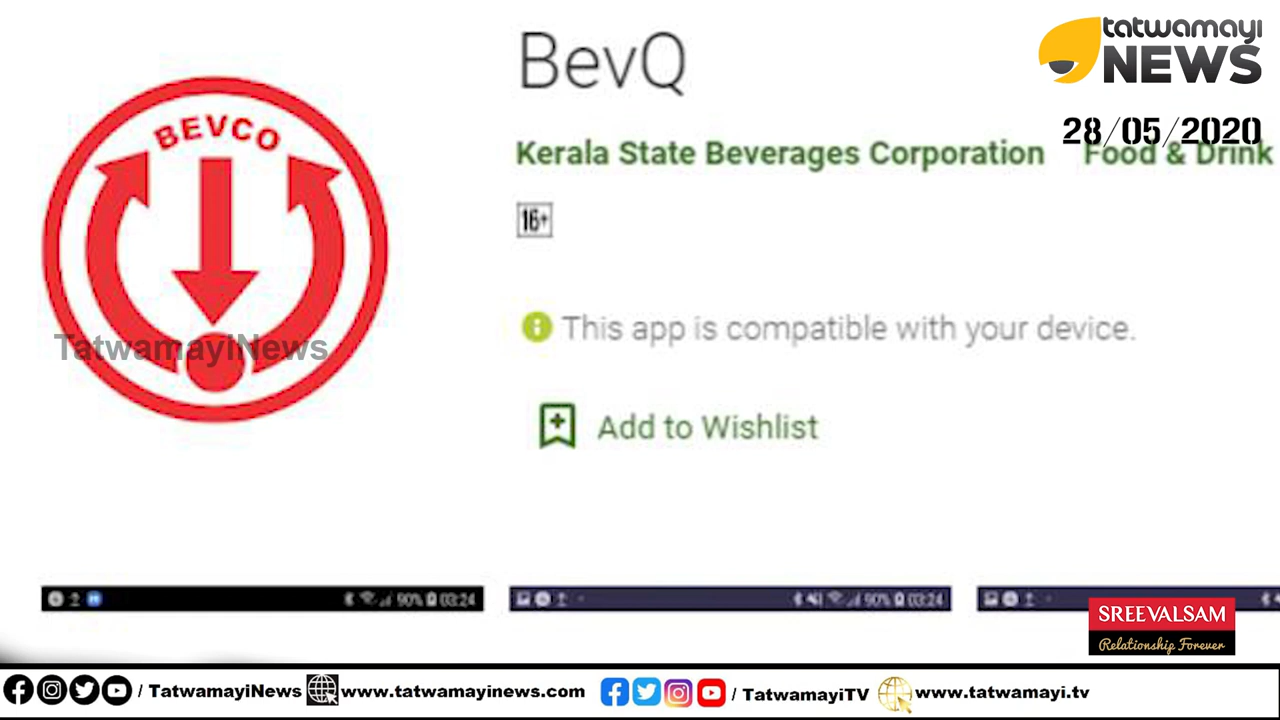 BevQ
tatwamayi
NEWS
28/05/2020
BEVCO
Kerala State Beverages Corporation
Food & Drink
16+
This app is compatible with your device.
TatwamayiNews
Add to Wishlist
90% 03:24
90% 03:24
SREEVALSAM
Relationship Forever
/ TatwamayiNews www.tatwamayinews.com / TatwamayiTV www.tatwamayi.tv